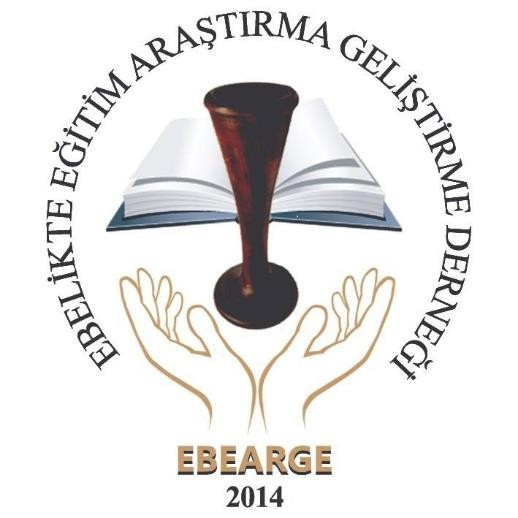 EBELİKTE EĞİTİM ARAŞTIRMA GELİŞTİRME DERNEĞİ
EBEARGE
2014